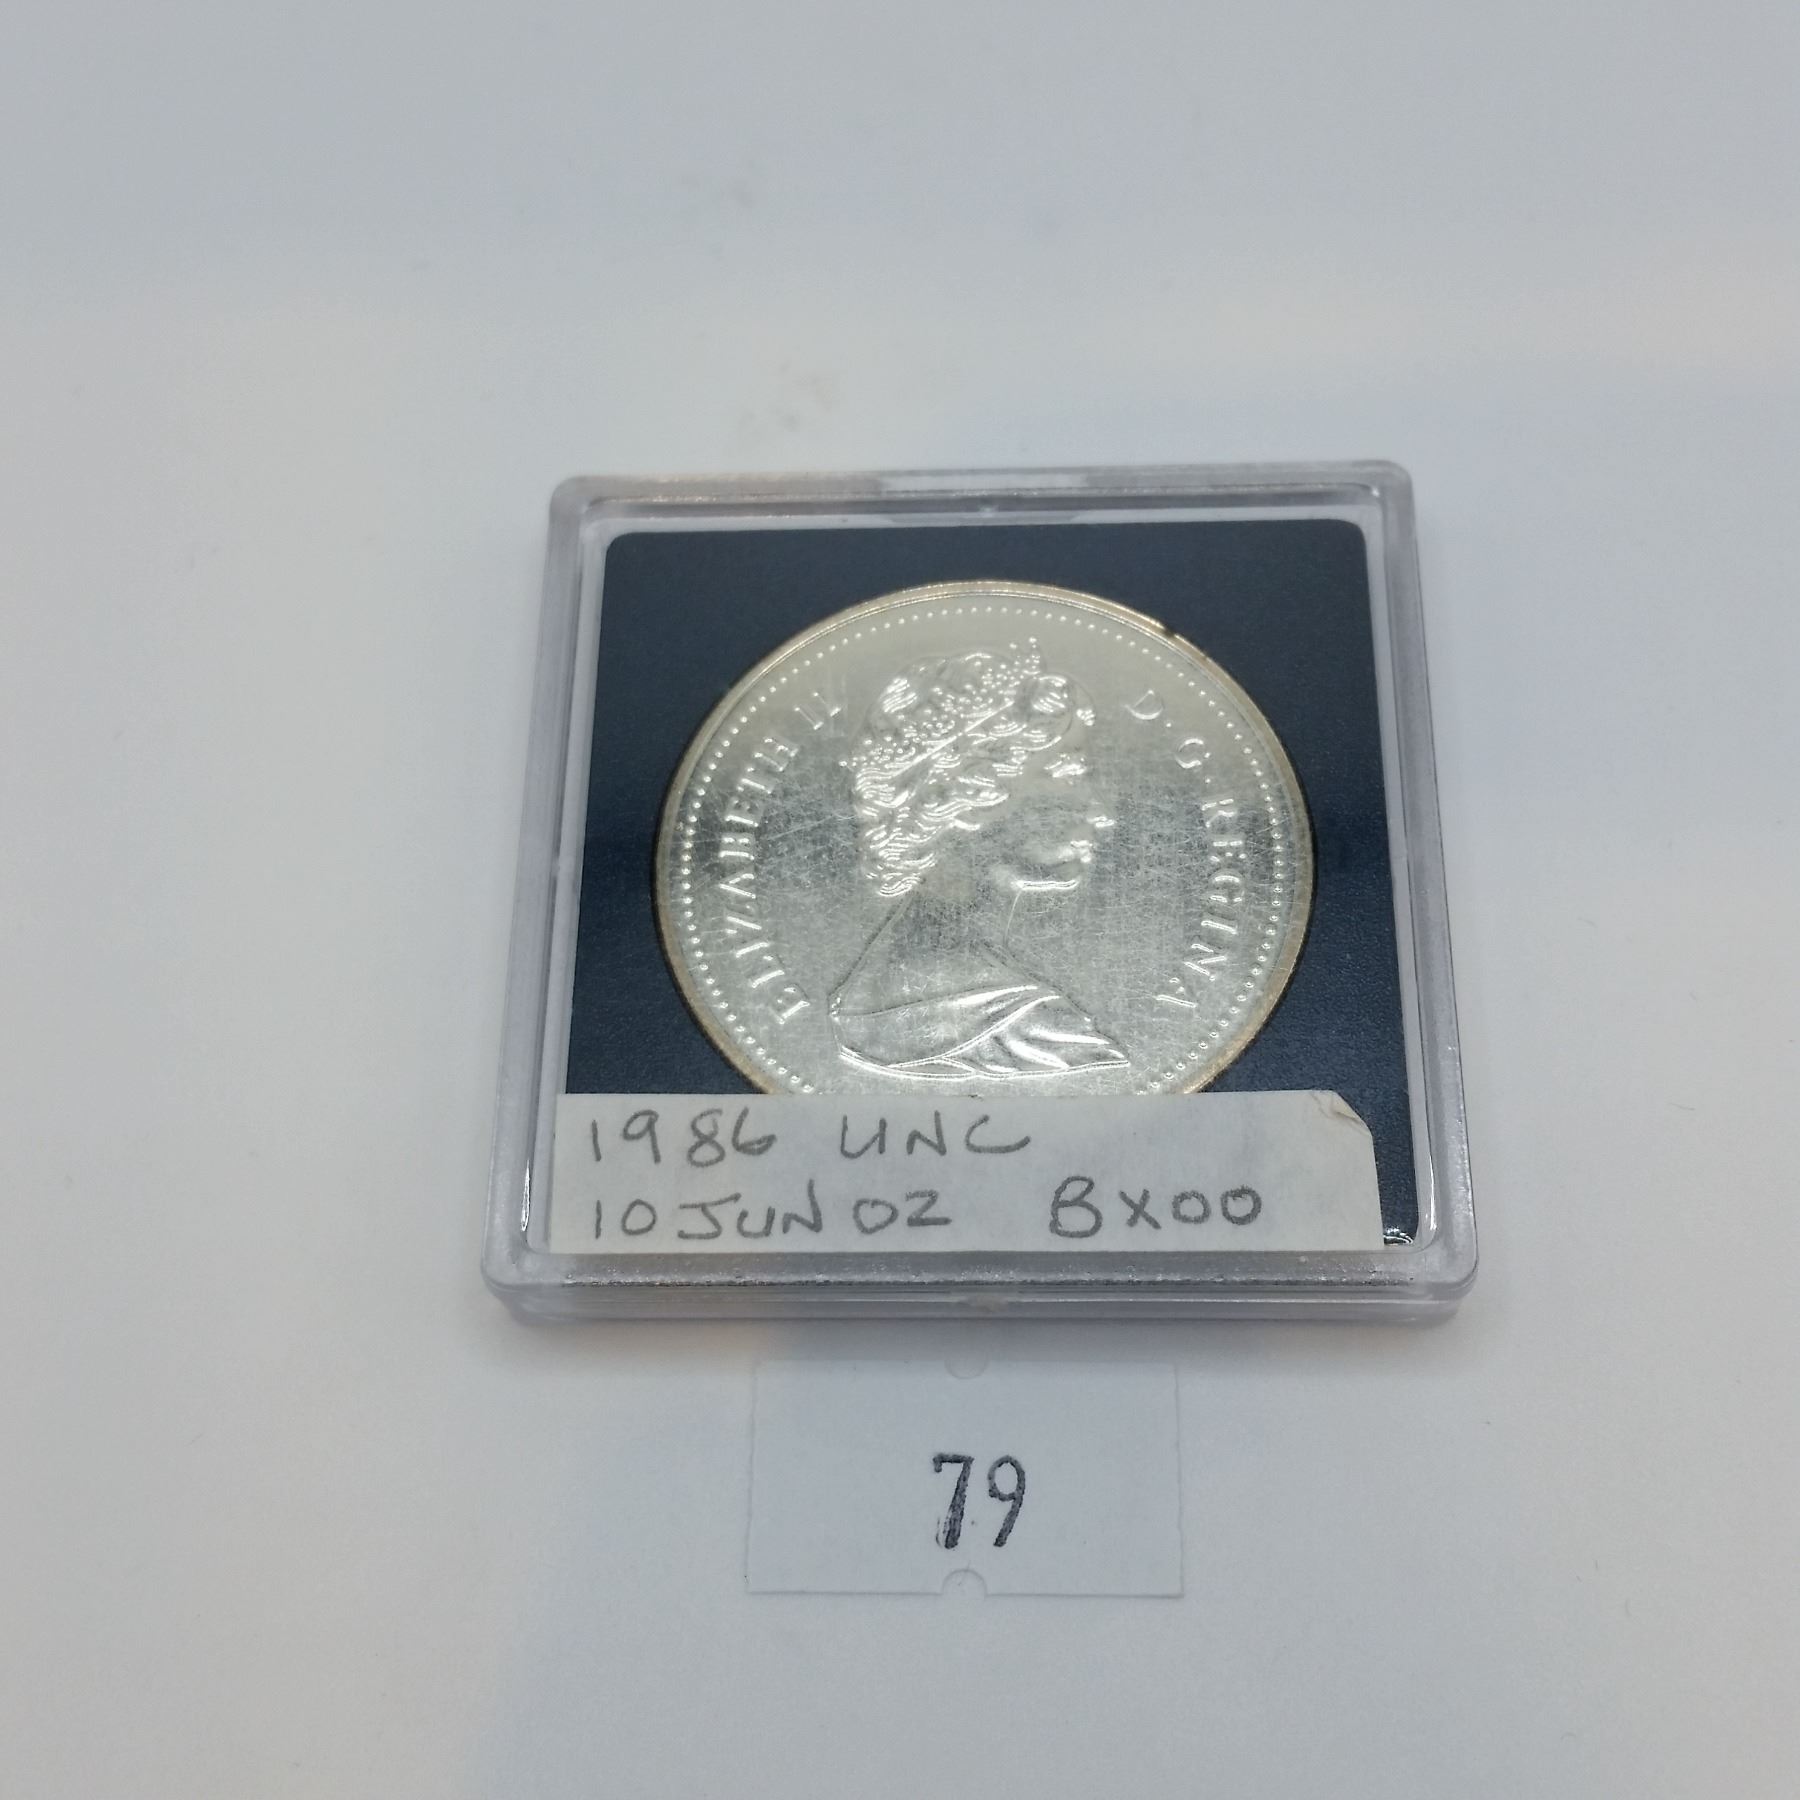 ELIZABETH II D·G·REGINA
1986 UNC
10 JUN 02 BX00
79